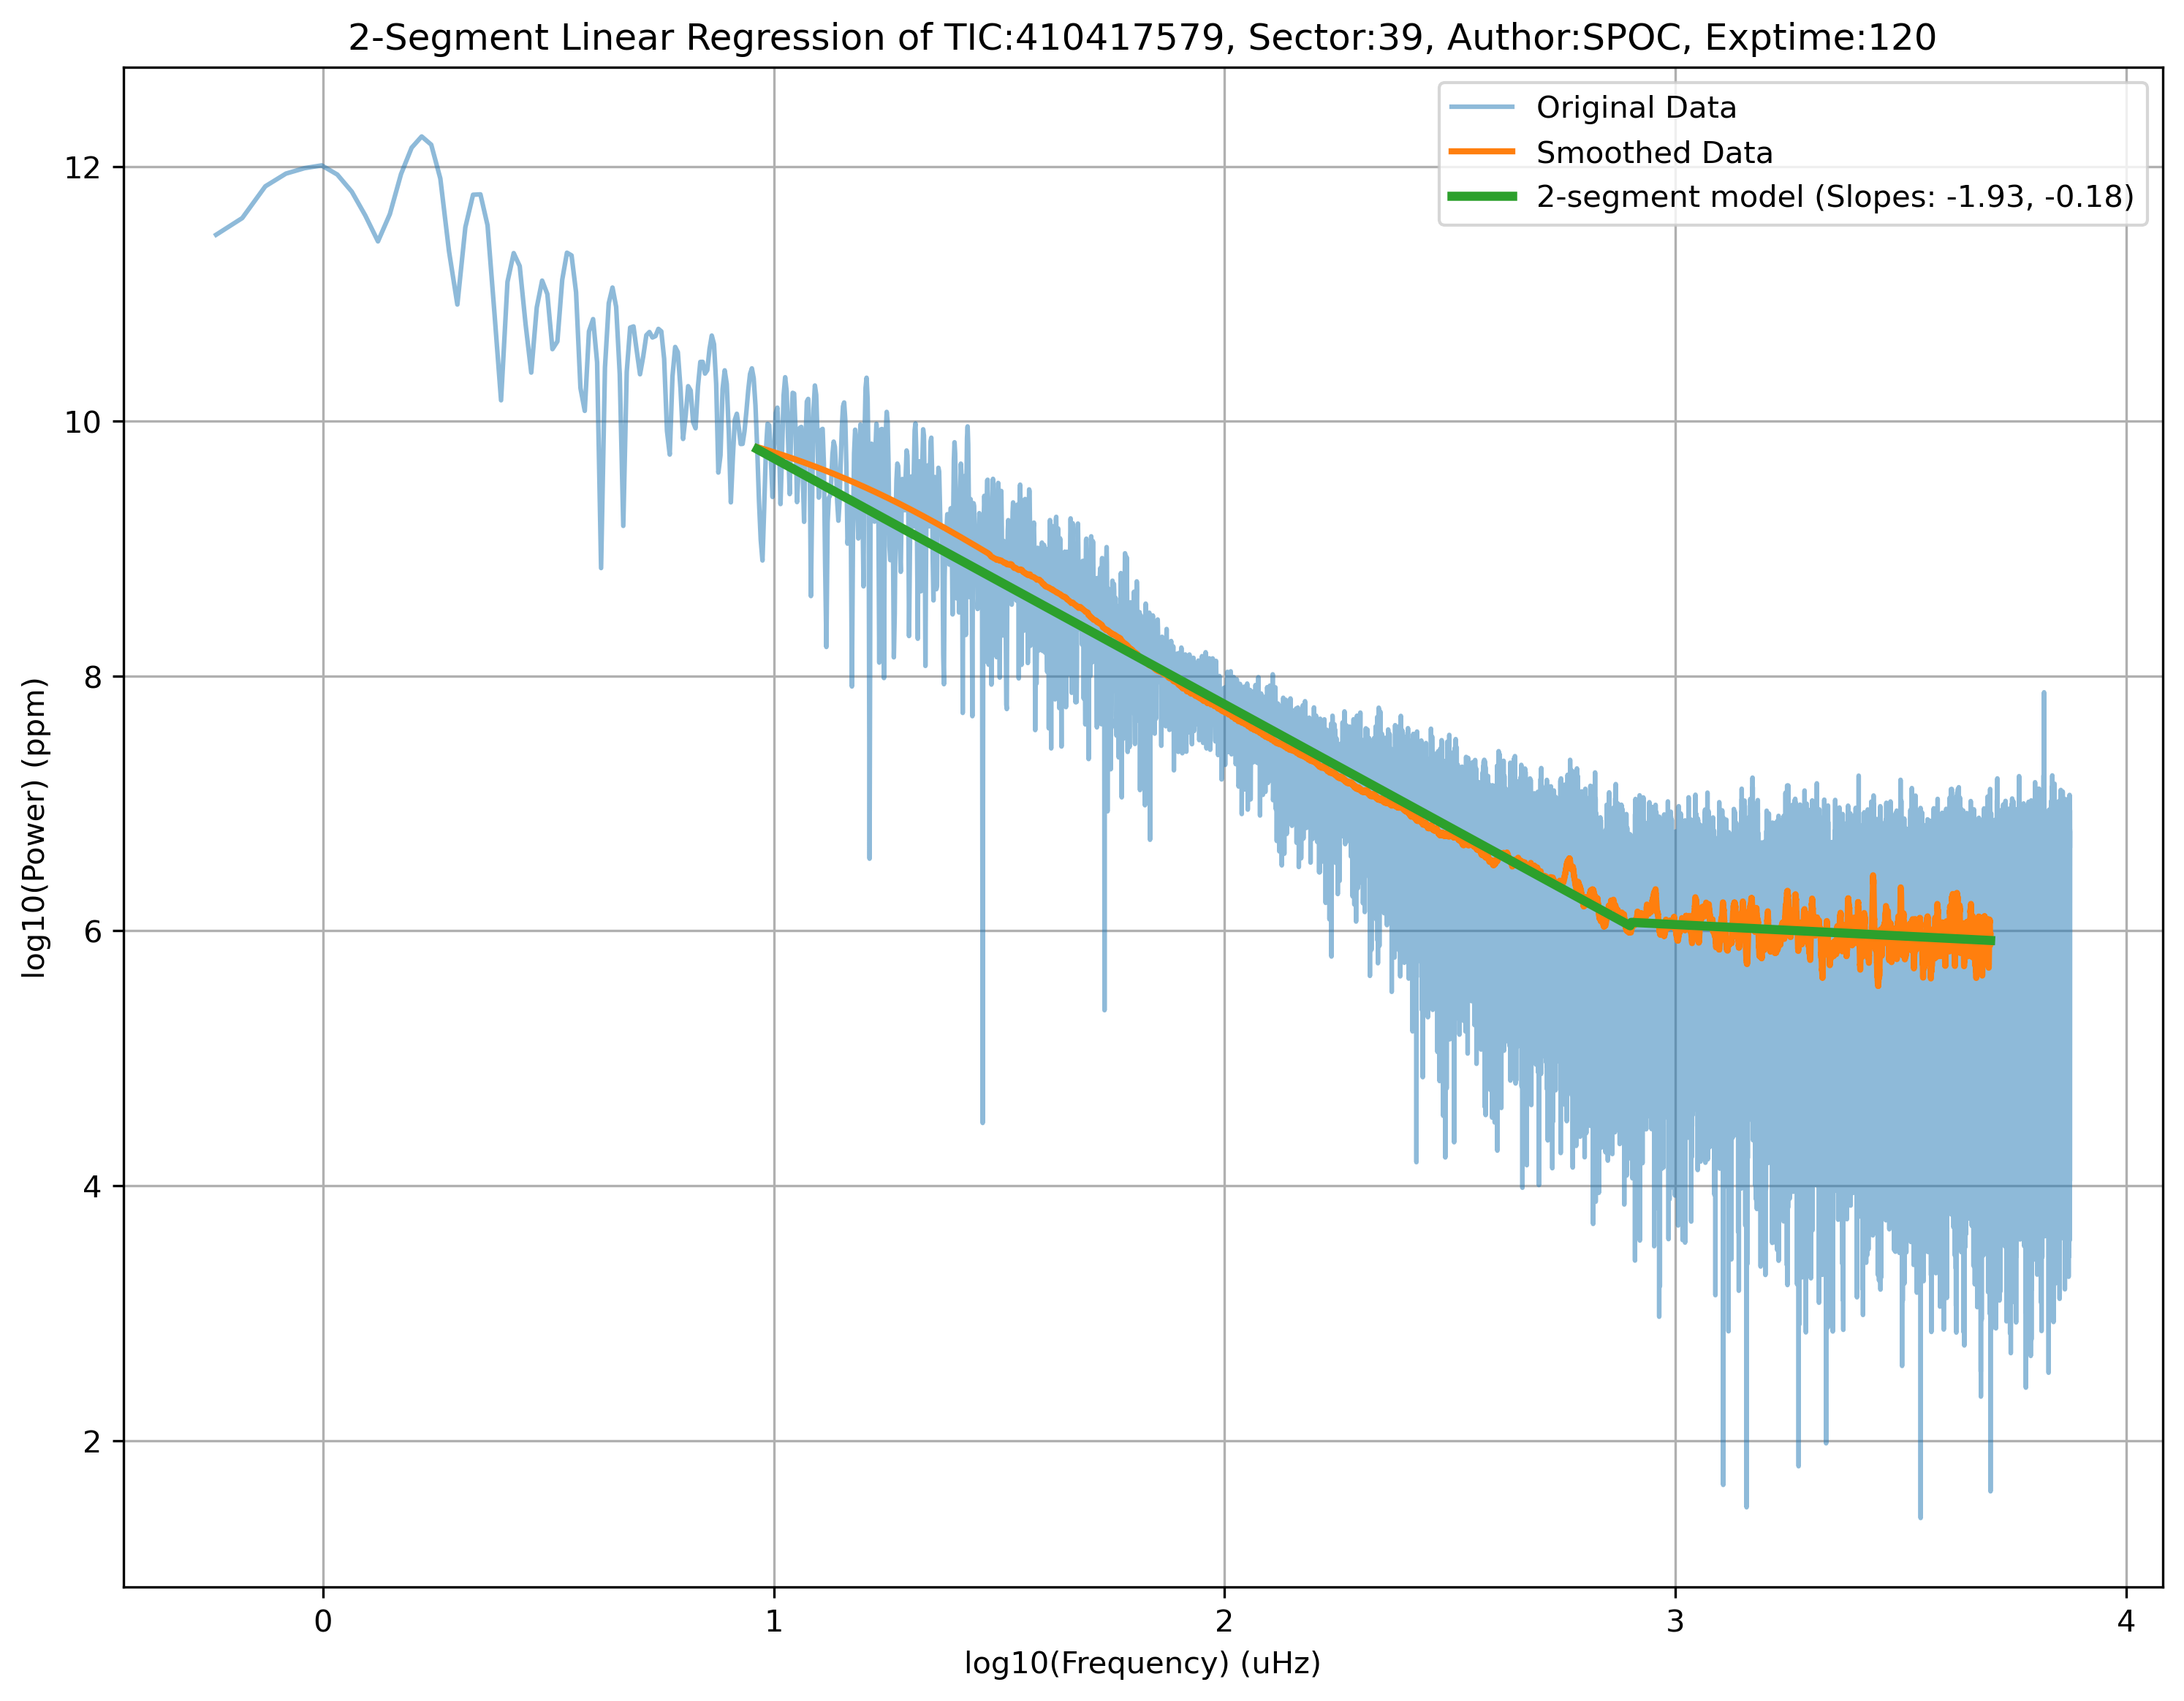 2-Segment Linear Regression of TIC:410417579, Sector:39, Author:SPOC, Exptime:120
Original Data
Smoothed Data
2-segment model (Slopes: -1.93, -0.18)
log10(Power) (ppm)
12
10
8
6
4
2
0 1 2 3 4
log10(Frequency) (uHz)